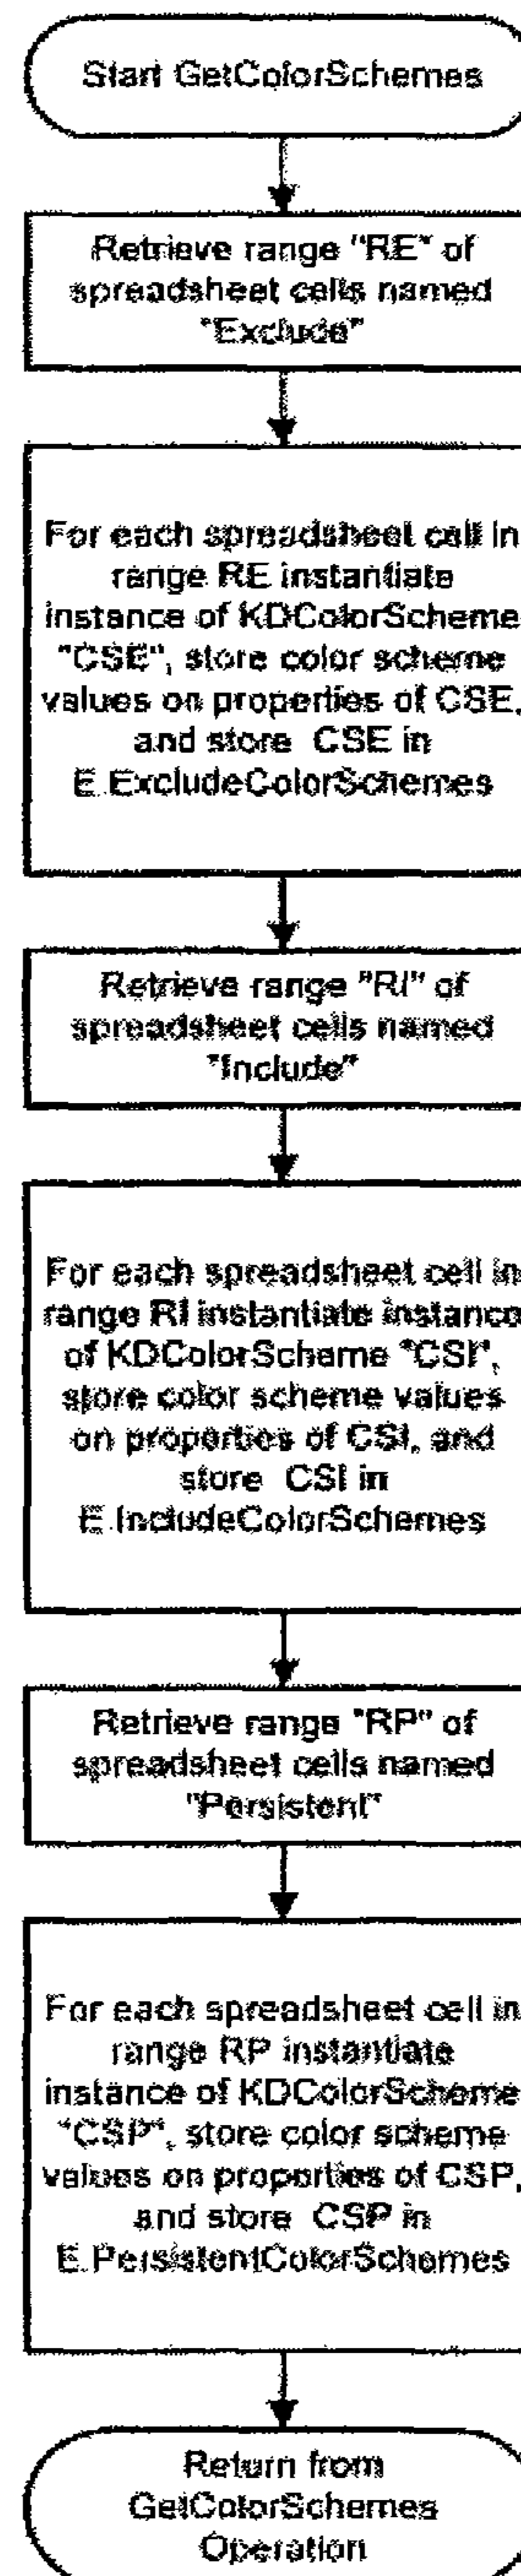 Start GetColorSchemes
Retrieve range "RE" of
spreadsheet cells named
"Exclude"
For each spreadsheet cell in
range RE instantiate
instance of KDColorScheme
"CSE", store color scheme
values on properties of CSE,
and store CSE in
E.ExcludeColorSchemes
Retrieve range "RI" of
spreadsheet cells named
"Include"
For each spreadsheet cell in
range RI instantiate instance
of KDColorScheme "CSI",
store color scheme values
on properties of CSI, and
store CSI in
E.IncludeColorSchemes
Retrieve range "RP" of
spreadsheet cells named
"Persistent"
For each spreadsheet cell in
range RP instantiate
instance of KDColorScheme
"CSP", store color scheme
values on properties of CSP,
and store CSP in
E.PersistentColorSchemes
Return from
GetColorSchemes
Operation